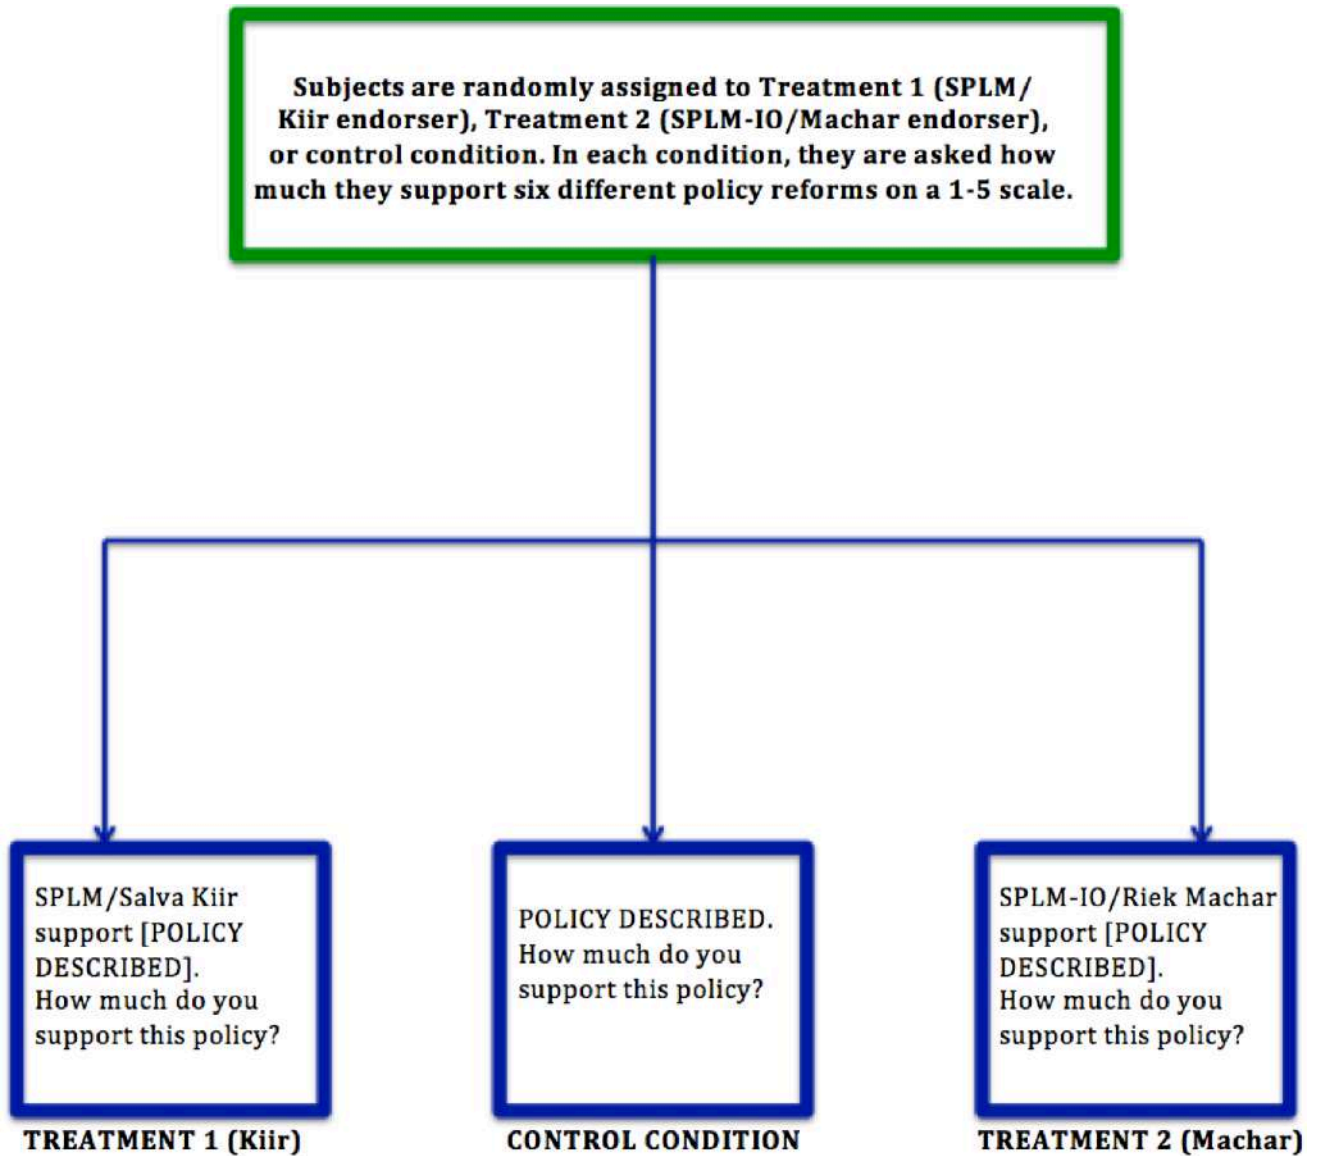 Subjects are randomly assigned to Treatment 1 (SPLM/
Kiir endorser), Treatment 2 (SPLM-IO/Machar endorser),
or control condition. In each condition, they are asked how
much they support six different policy reforms on a 1-5 scale.
SPLM/Salva Kiir
support [POLICY
DESCRIBED].
How much do you
support this policy?
TREATMENT 1 (Kiir)
POLICY DESCRIBED.
How much do you
support this policy?
CONTROL CONDITION
SPLM-IO/Riek Machar
support [POLICY
DESCRIBED].
How much do you
support this policy?
TREATMENT 2 (Machar)